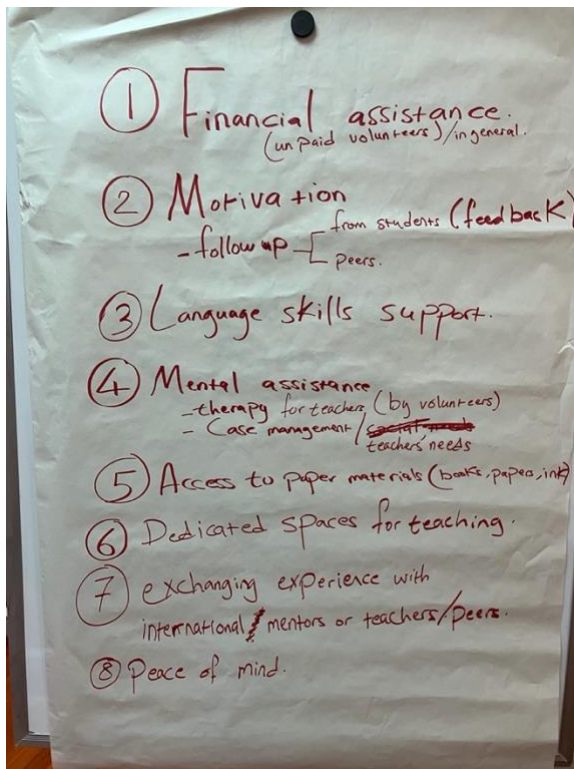 ① Financial assistance.
(unpaid volunteers)/in general.
② Motivation
- follow up - from students (feedback)
peers.
③ Language skills support.
④ Mental assistance
- therapy for teachers (by volunteers)
- Case management /
teachers' needs
⑤ Access to paper materials (books, papers, ink)
⑥ Dedicated spaces for teaching.
⑦ exchanging experience with
international mentors or teachers/peers.
⑧ Peace of mind.